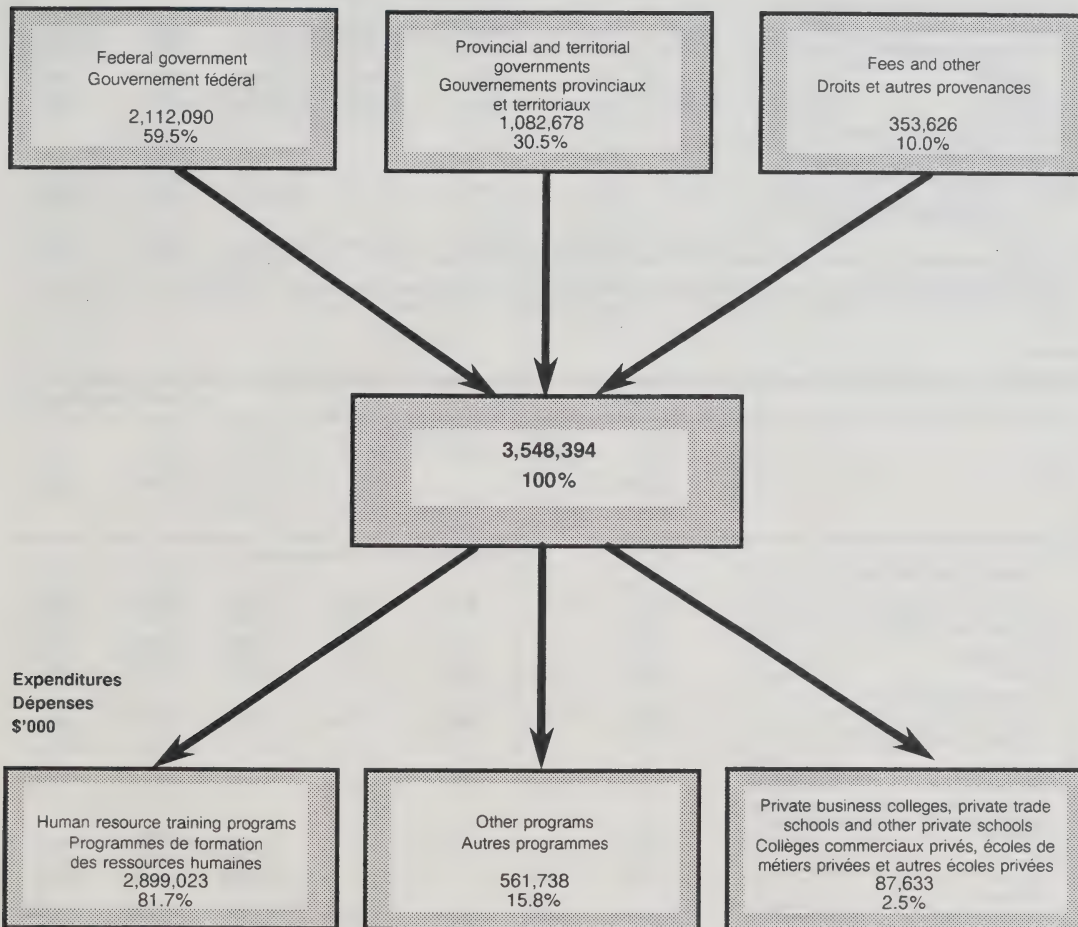 Federal government
Gouvernement fédéral
2,112,090
59.5%
Provincial and territorial
governments
Gouvernements provinciaux
et territoriaux
1,082,678
30.5%
Fees and other
Droits et autres provenances
353,626
10.0%
3,548,394
100%
Expenditures
Dépenses
$'000
Human resource training programs
Programmes de formation
des ressources humaines
2,899,023
81.7%
Other programs
Autres programmes
561,738
15.8%
Private business colleges, private trade
schools and other private schools
Collèges commerciaux privés, écoles de
métiers privées et autres écoles privées
87,633
2.5%